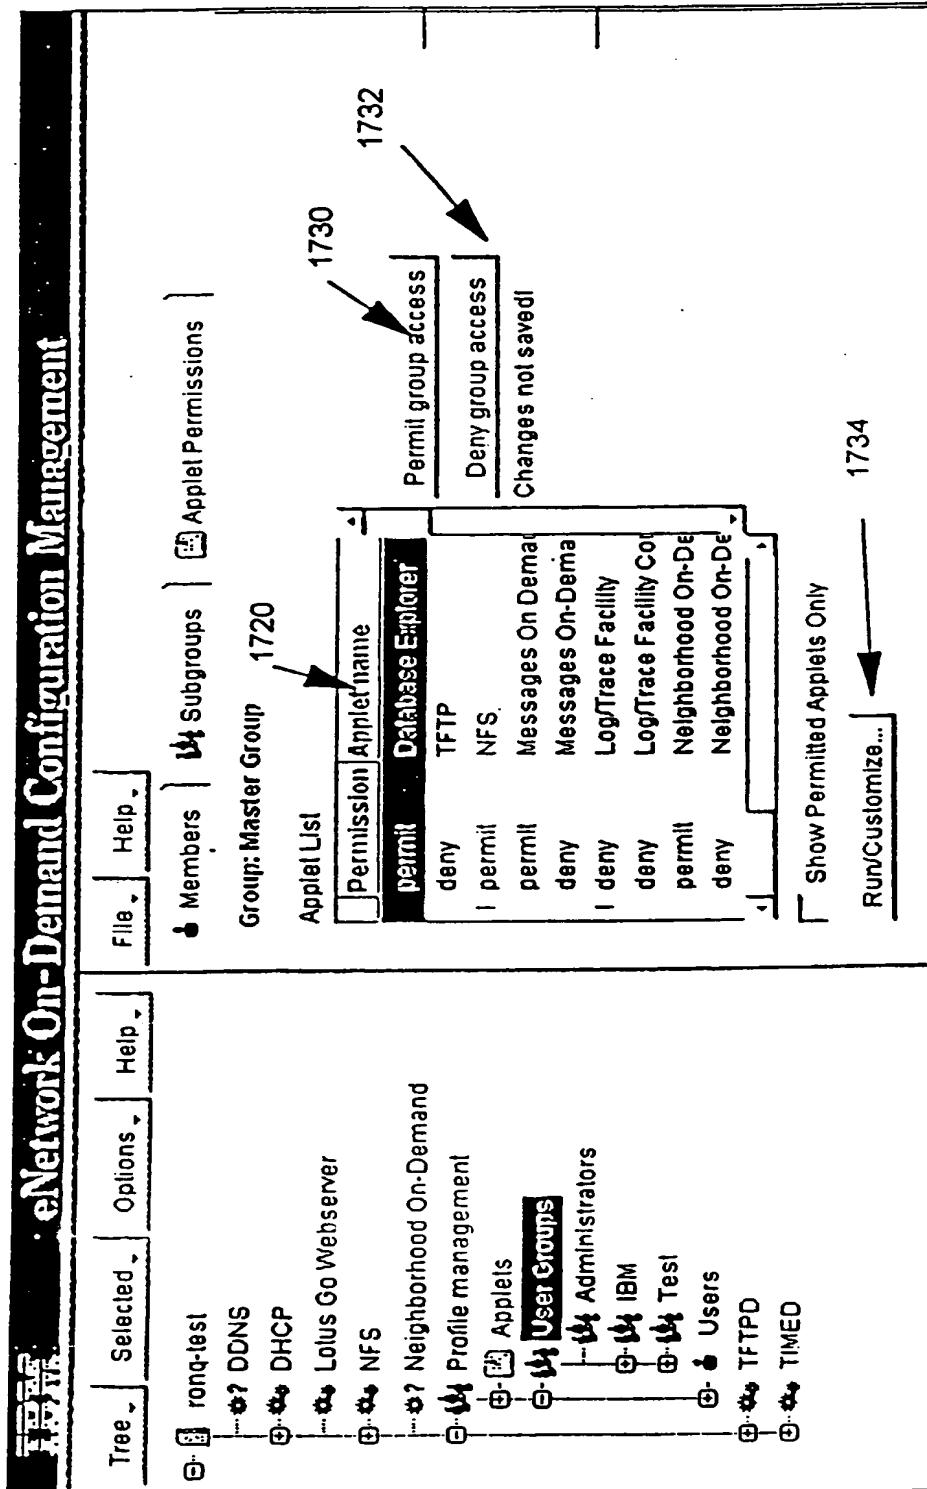 IBM eNetwork On-Demand Configuration Management
Tree Selected Options Help
ronq-test
? DDNS
DHCP
Lotus Go Webserver
NFS
? Neighborhood On-Demand
Profile management
Applets
User Groups
Administrators
IBM
Test
Users
TFTPD
TIMED
File Help
Members Subgroups Applet Permissions
Group: Master Group
Applet List
1720
Permission Applet name
permit Database Explorer
deny TFTP
permit NFS
permit Messages On Deman
deny Messages On-Dema
deny Log/Trace Facility
deny Log/Trace Facility Cou
permit Neighborhood On-De
deny Neighborhood On-De
1730
Permit group access
1732
Deny group access
Changes not saved!
Show Permitted Applets Only
Run/Customize...
1734